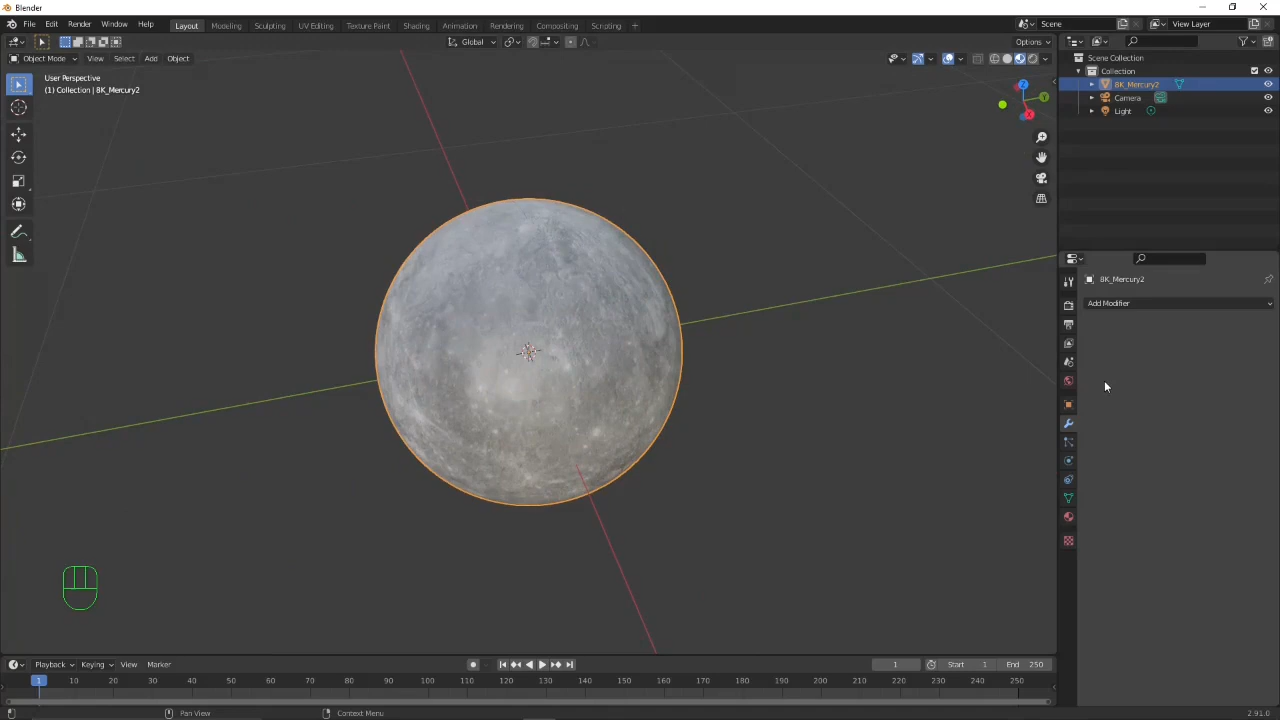 Blender
File Edit Render Window Help Layout Modeling Sculpting UV Editing Texture Paint Shading Animation Rendering Compositing Scripting + Scene View Layer
Global Options
Object Mode View Select Add Object
User Perspective
(1) Collection | 8K_Mercury2
Scene Collection
Collection
8K_Mercury2
Camera
Light
Z
Y
X
8K_Mercury2
Add Modifier
Playback Keying View Marker 1 Start 1 End 250
1 10 20 30 40 50 60 70 80 90 100 110 120 130 140 150 160 170 180 190 200 210 220 230 240 250
Pan View Context Menu 2.91.0